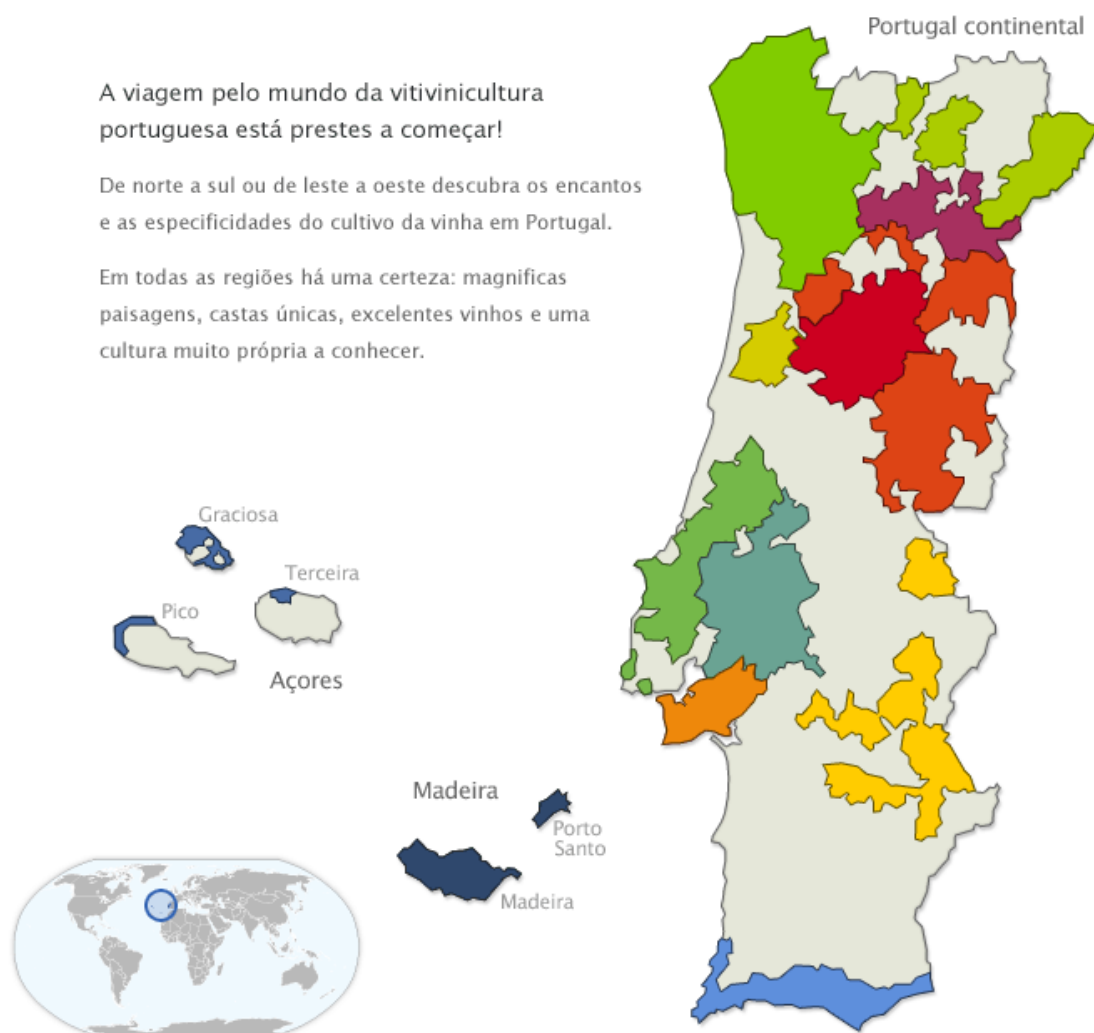 Portugal continental
A viagem pelo mundo da vitivinicultura
portuguesa está prestes a começar!
De norte a sul ou de leste a oeste descubra os encantos
e as especificidades do cultivo da vinha em Portugal.
Em todas as regiões há uma certeza: magnificas
paisagens, castas únicas, excelentes vinhos e uma
cultura muito própria a conhecer.
Graciosa
Terceira
Pico
Açores
Madeira
Porto
Santo
Madeira